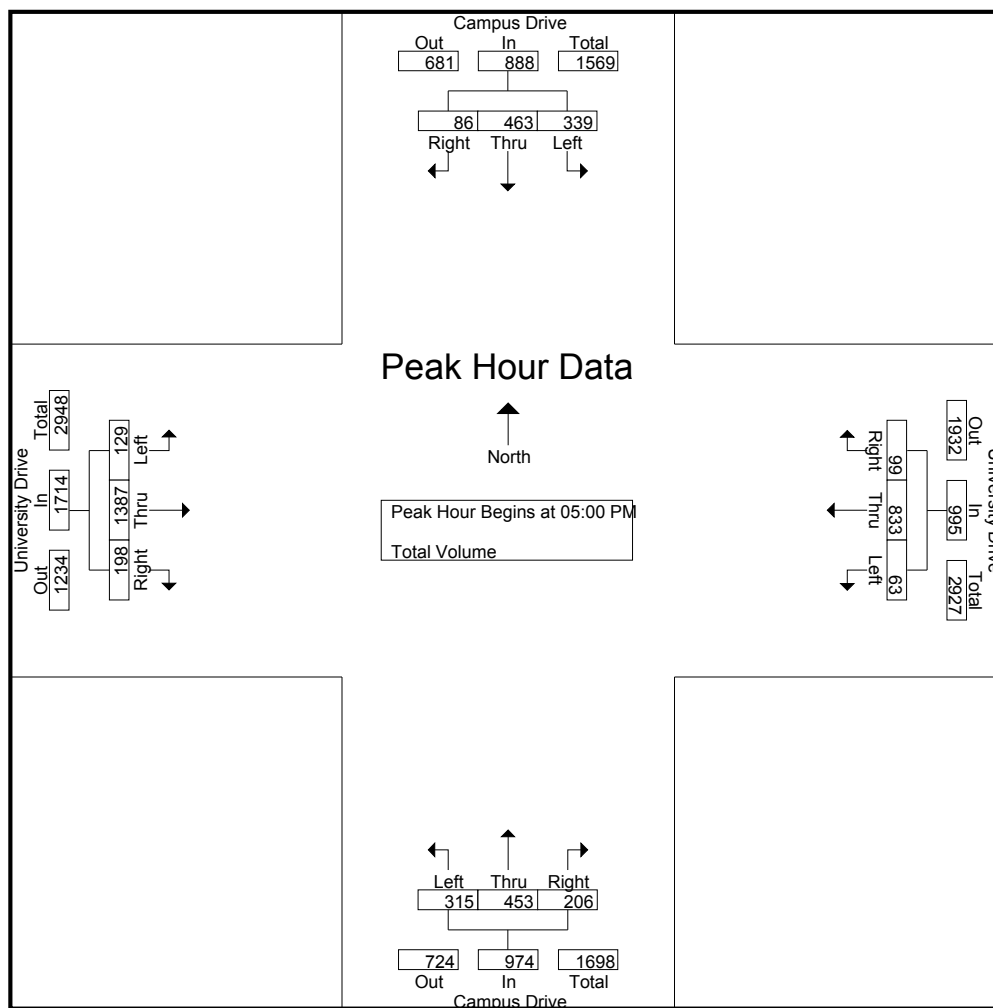 Campus Drive
Out In Total
681 888 1569
86 463 339
Right Thru Left
Peak Hour Data
North
Peak Hour Begins at 05:00 PM
Total Volume
University Drive
Out In Total
1234 1714 2948
198 1387 129
Right Thru Left
University Drive
Out In Total
1932 995 2927
99 833 63
Right Thru Left
Left Thru Right
315 453 206
724 974 1698
Out In Total
Campus Drive